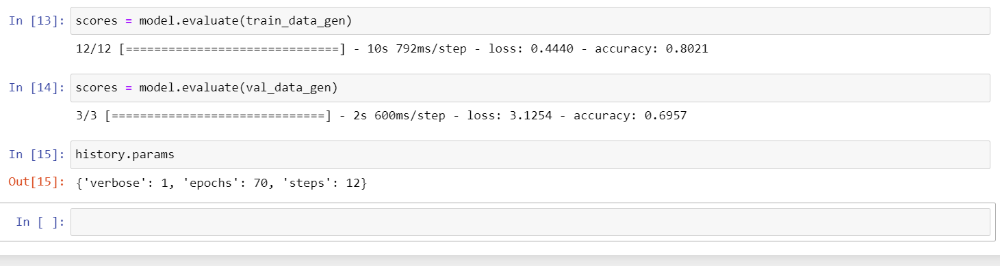 In [13]: scores = model.evaluate(train_data_gen)
12/12 [==============================] - 10s 792ms/step - loss: 0.4440 - accuracy: 0.8021
In [14]: scores = model.evaluate(val_data_gen)
3/3 [==============================] - 2s 600ms/step - loss: 3.1254 - accuracy: 0.6957
In [15]: history.params
Out[15]: {'verbose': 1, 'epochs': 70, 'steps': 12}
In [ ]: